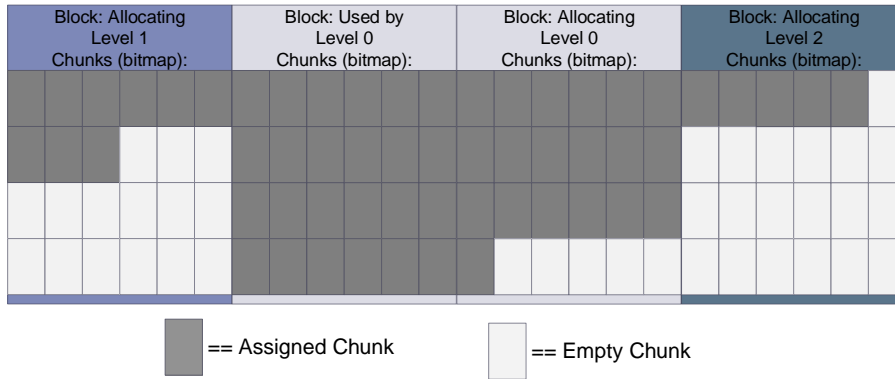 Block: Allocating
Level 1
Chunks (bitmap):
Block: Used by
Level 0
Chunks (bitmap):
Block: Allocating
Level 0
Chunks (bitmap):
Block: Allocating
Level 2
Chunks (bitmap):
== Assigned Chunk
== Empty Chunk